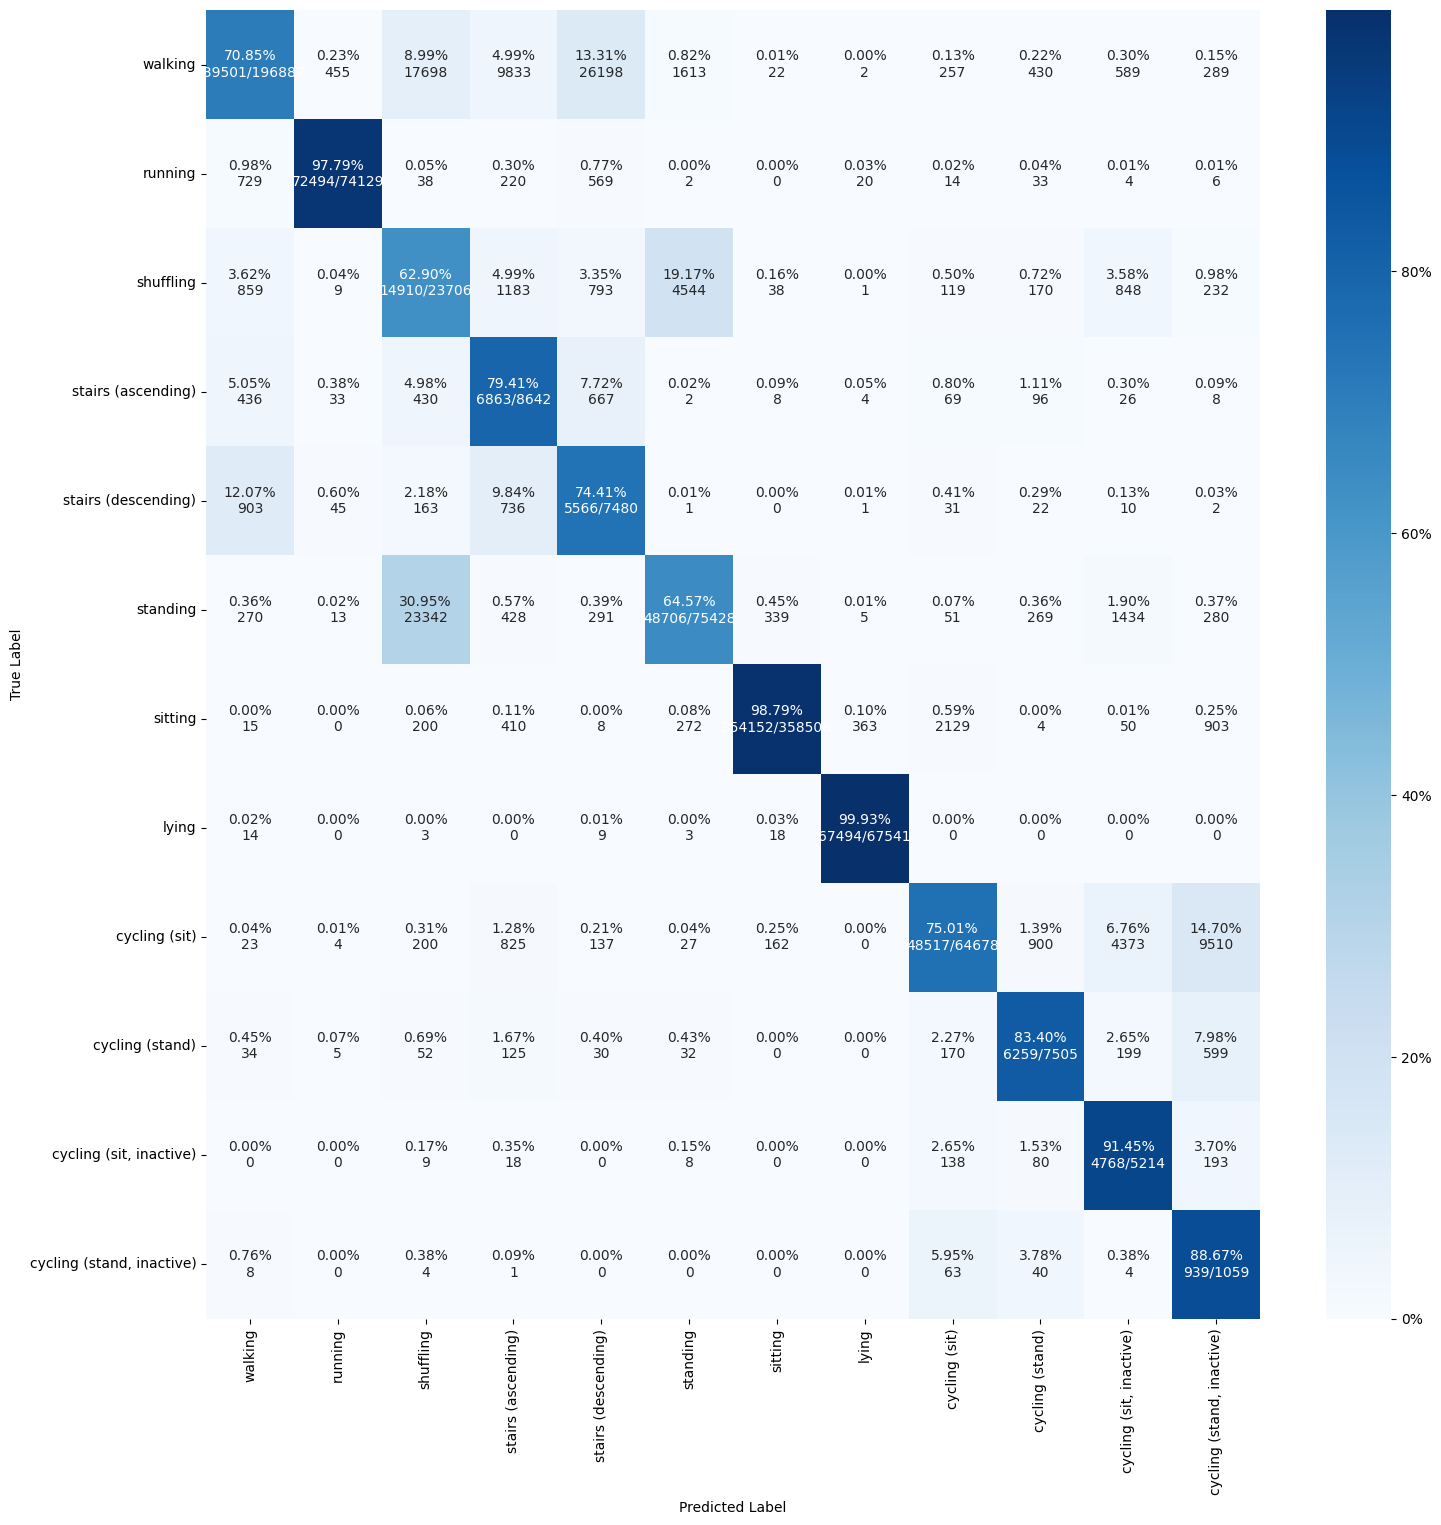 walking
70.85% 0.23% 8.99% 4.99% 13.31% 0.82% 0.01% 0.00% 0.13% 0.22% 0.30% 0.15%
39501/19688 455 17698 9833 26198 1613 22 2 257 430 589 289
running
0.98% 97.79% 0.05% 0.30% 0.77% 0.00% 0.00% 0.03% 0.02% 0.04% 0.01% 0.01%
729 72494/74129 38 220 569 2 0 20 14 33 4 6
shuffling
3.62% 0.04% 62.90% 4.99% 3.35% 19.17% 0.16% 0.00% 0.50% 0.72% 3.58% 0.98%
859 9 14910/23706 1183 793 4544 38 1 119 170 848 232
stairs (ascending)
5.05% 0.38% 4.98% 79.41% 7.72% 0.02% 0.09% 0.05% 0.80% 1.11% 0.30% 0.09%
436 33 430 6863/8642 667 2 8 4 69 96 26 8
stairs (descending)
12.07% 0.60% 2.18% 9.84% 74.41% 0.01% 0.00% 0.01% 0.41% 0.29% 0.13% 0.03%
903 45 163 736 5566/7480 1 0 1 31 22 10 2
standing
0.36% 0.02% 30.95% 0.57% 0.39% 64.57% 0.45% 0.01% 0.07% 0.36% 1.90% 0.37%
270 13 23342 428 291 48706/75428 339 5 51 269 1434 280
sitting
0.00% 0.00% 0.06% 0.11% 0.00% 0.08% 98.79% 0.10% 0.59% 0.00% 0.01% 0.25%
15 0 200 410 8 272 54152/35850 363 2129 4 50 903
lying
0.02% 0.00% 0.00% 0.00% 0.01% 0.00% 0.03% 99.93% 0.00% 0.00% 0.00% 0.00%
14 0 3 0 9 3 18 67494/67541 0 0 0 0
cycling (sit)
0.04% 0.01% 0.31% 1.28% 0.21% 0.04% 0.25% 0.00% 75.01% 1.39% 6.76% 14.70%
23 4 200 825 137 27 162 0 48517/64678 900 4373 9510
cycling (stand)
0.45% 0.07% 0.69% 1.67% 0.40% 0.43% 0.00% 0.00% 2.27% 83.40% 2.65% 7.98%
34 5 52 125 30 32 0 0 170 6259/7505 199 599
cycling (sit, inactive)
0.00% 0.00% 0.17% 0.35% 0.00% 0.15% 0.00% 0.00% 2.65% 1.53% 91.45% 3.70%
0 0 9 18 0 8 0 0 138 80 4768/5214 193
cycling (stand, inactive)
0.76% 0.00% 0.38% 0.09% 0.00% 0.00% 0.00% 0.00% 5.95% 3.78% 0.38% 88.67%
8 0 4 1 0 0 0 0 63 40 4 939/1059
True Label
walking
running
shuffling
stairs (ascending)
stairs (descending)
standing
sitting
lying
cycling (sit)
cycling (stand)
cycling (sit, inactive)
cycling (stand, inactive)
Predicted Label
80%
60%
40%
20%
0%